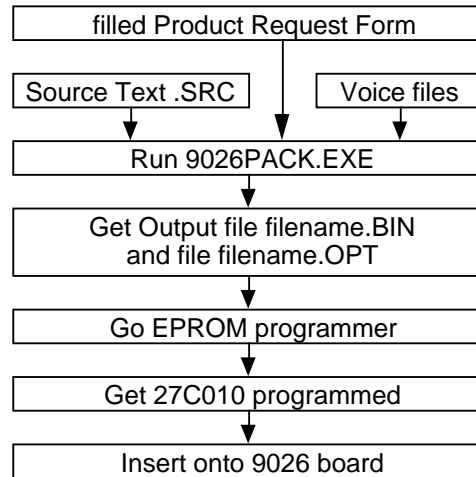 filled Product Request Form
Source Text .SRC
Voice files
Run 9026PACK.EXE
Get Output file filename.BIN
and file filename.OPT
Go EPROM programmer
Get 27C010 programmed
Insert onto 9026 board